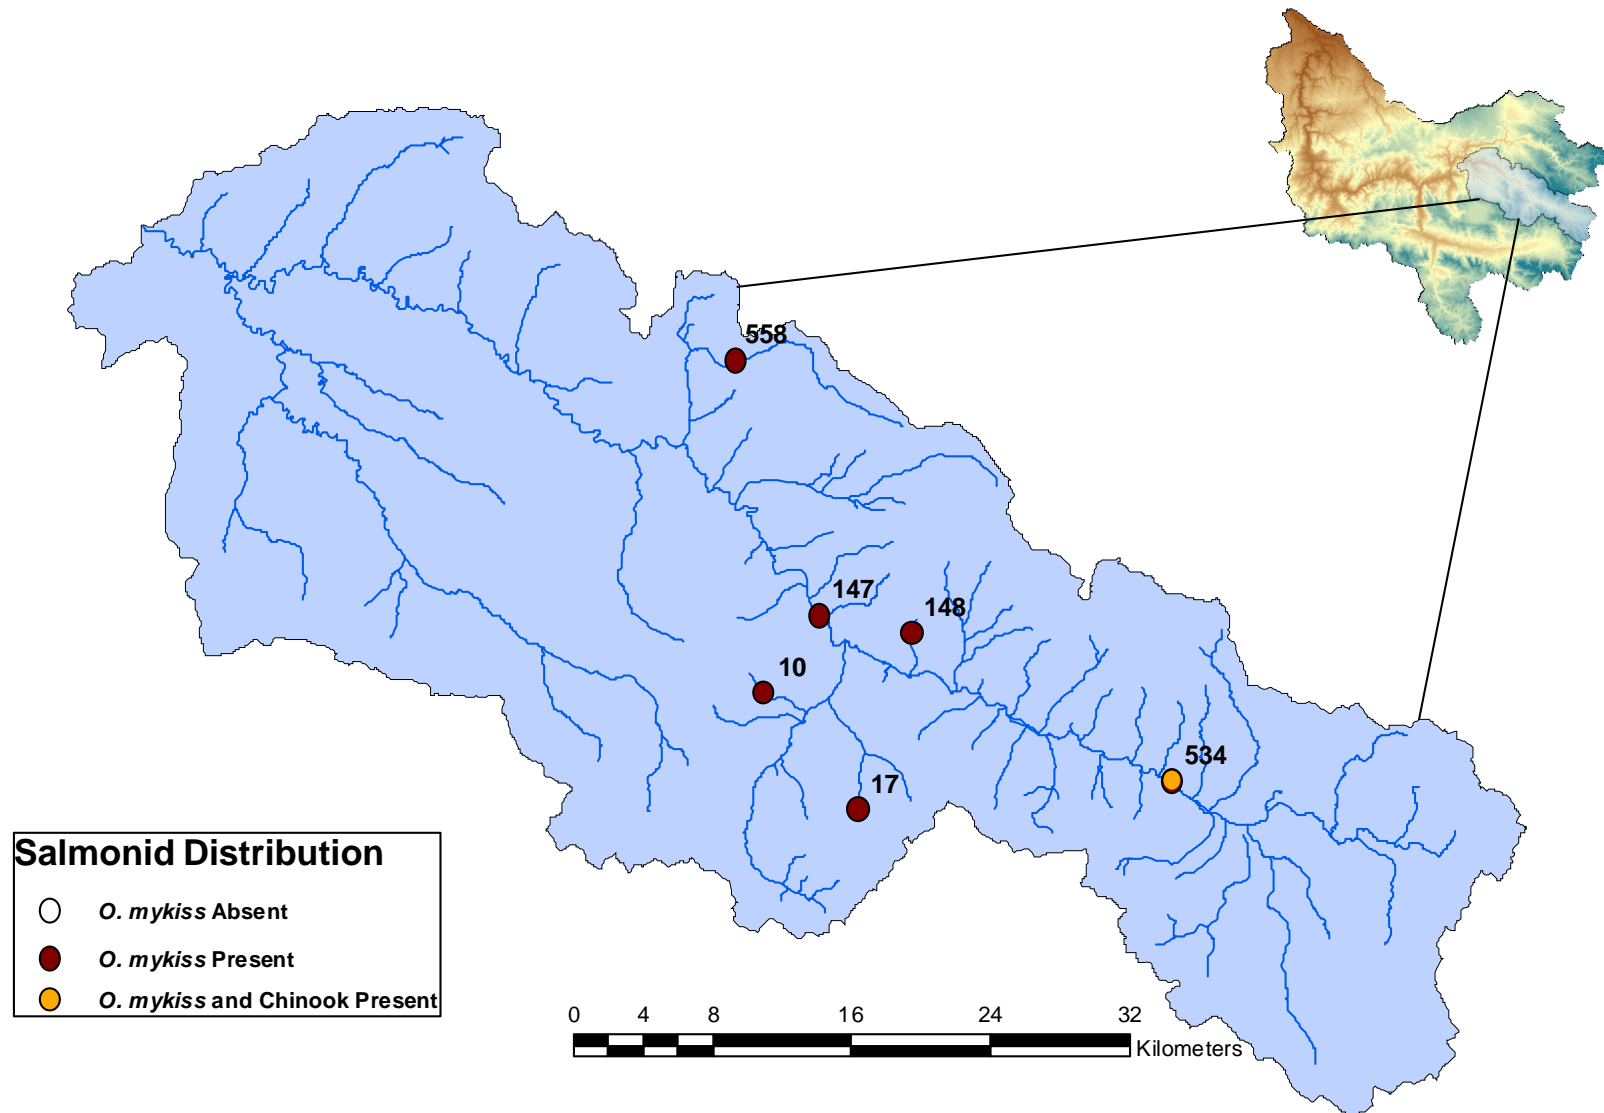 558
147
148
10
534
17
Salmonid Distribution
O. mykiss Absent
O. mykiss Present
O. mykiss and Chinook Present
0 4 8 16 24 32
Kilometers